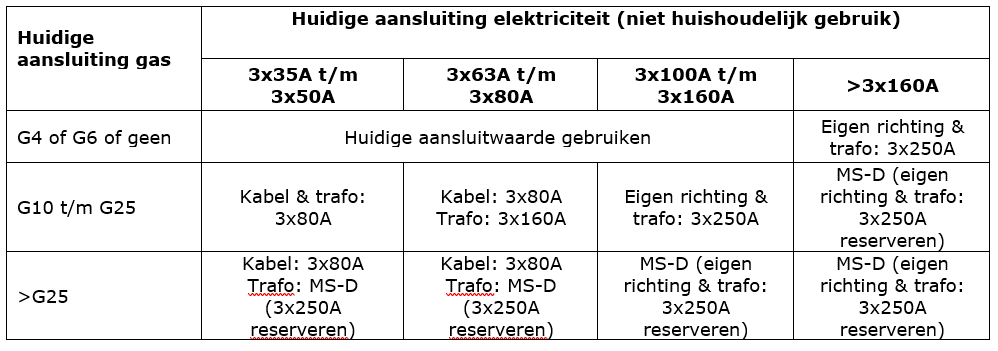 Huidige aansluiting gas
Huidige aansluiting elektriciteit (niet huishoudelijk gebruik)
3x35A t/m
3x50A
3x63A t/m
3x80A
3x100A t/m
3x160A
>3x160A
G4 of G6 of geen
Huidige aansluitwaarde gebruiken
Eigen richting &
trafo: 3x250A
G10 t/m G25
Kabel & trafo:
3x80A
Kabel: 3x80A
Trafo: 3x160A
Eigen richting &
trafo: 3x250A
MS-D (eigen
richting & trafo:
3x250A
reserveren)
>G25
Kabel: 3x80A
Trafo: MS-D
(3x250A
reserveren)
Kabel: 3x80A
Trafo: MS-D
(3x250A
reserveren)
MS-D (eigen
richting & trafo:
3x250A
reserveren)
MS-D (eigen
richting & trafo:
3x250A
reserveren)